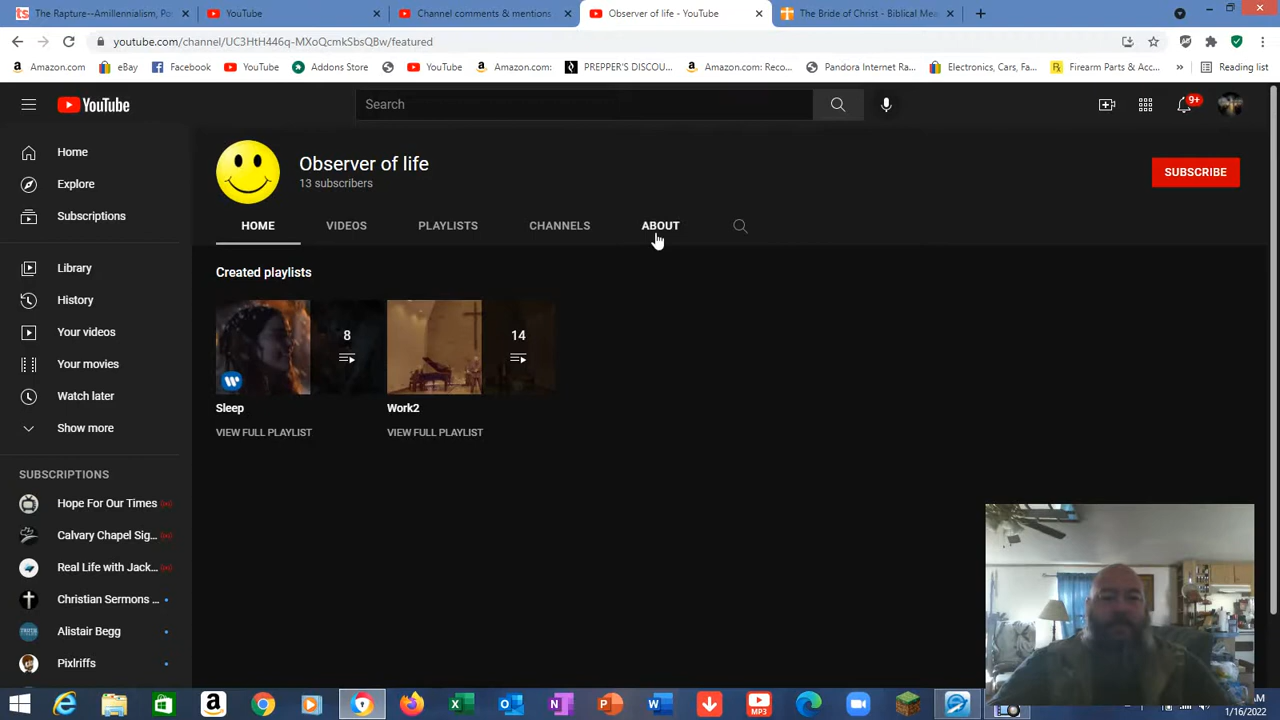 The Rapture--Amillennialism, Po
YouTube
Channel comments & mentions
Observer of life - YouTube
The Bride of Christ - Biblical Mea
youtube.com/channel/UC3HtH446q-MXoQcmkSbsQBw/featured
Amazon.com
eBay
Facebook
YouTube
Addons Store
YouTube
Amazon.com:
PREPPER'S DISCOU...
Amazon.com: Reco...
Pandora Internet Ra...
Electronics, Cars, Fa...
Firearm Parts & Acc...
»
Reading list
YouTube
Search
9+
Home
Explore
Subscriptions
Library
History
Your videos
Your movies
Watch later
Show more
SUBSCRIPTIONS
Hope For Our Times
Calvary Chapel Sig...
Real Life with Jack...
Christian Sermons ...
Alistair Begg
Pixlriffs
Observer of life
13 subscribers
SUBSCRIBE
HOME
VIDEOS
PLAYLISTS
CHANNELS
ABOUT
Created playlists
8
14
Sleep
Work2
VIEW FULL PLAYLIST
VIEW FULL PLAYLIST
MP3
AM
1/16/2022